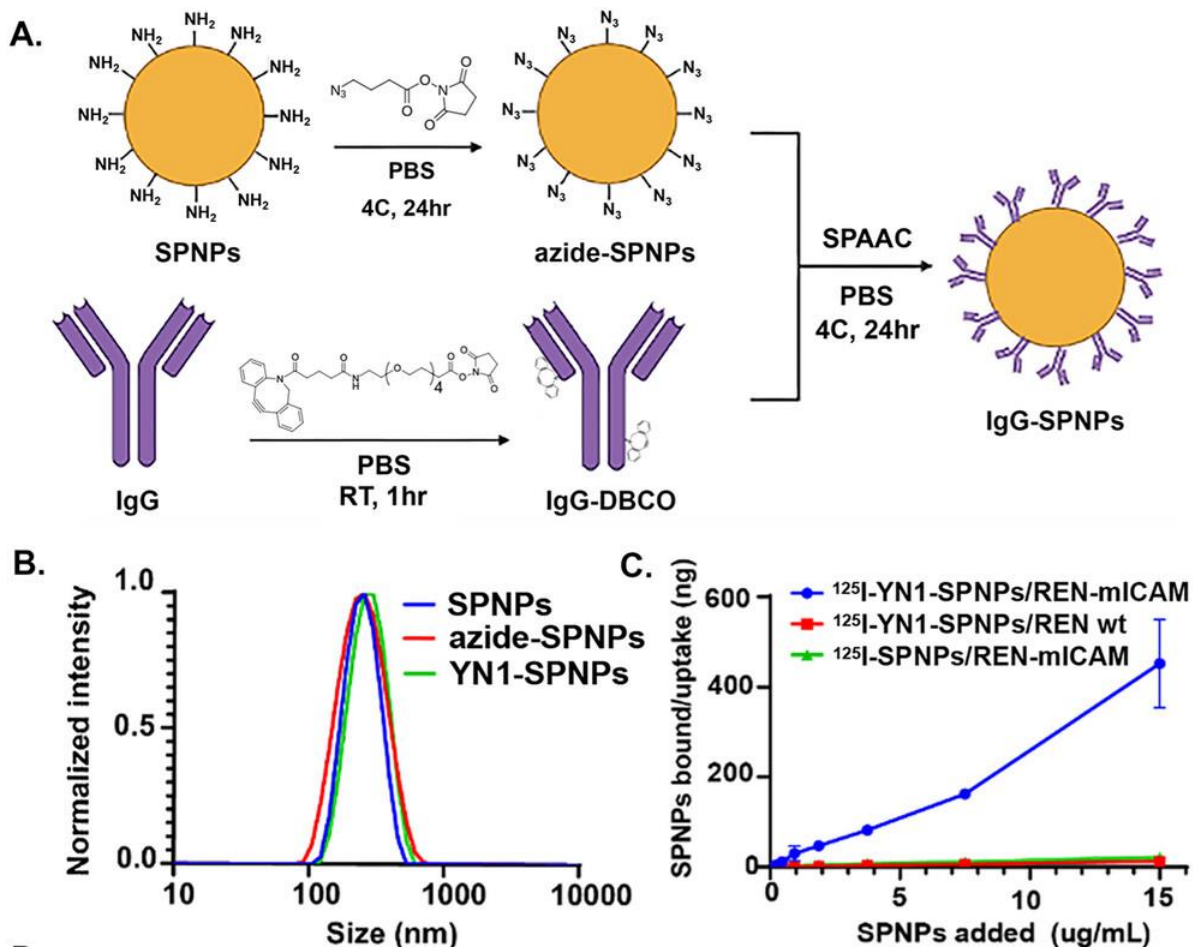 A.
NH2
NH2
NH2
NH2
NH2
NH2
NH2
NH2
NH2
NH2
NH2
NH2
SPNPs
N3
O
O
N
O
O
PBS
4C, 24hr
N3
N3
N3
N3
N3
N3
N3
N3
N3
N3
N3
N3
azide-SPNPs
SPAAC
PBS
4C, 24hr
IgG-SPNPs
IgG
N
O
O
NH
O
4
O
O
N
O
O
PBS
RT, 1hr
IgG-DBCO
B.
Normalized intensity
1.0
0.5
0.0
10 100 1000 10000
Size (nm)
SPNPs
azide-SPNPs
YN1-SPNPs
C.
SPNPs bound/uptake (ng)
600
400
200
0
0 5 10 15
SPNPs added (ug/mL)
125I-YN1-SPNPs/REN-mICAM
125I-YN1-SPNPs/REN wt
125I-SPNPs/REN-mICAM